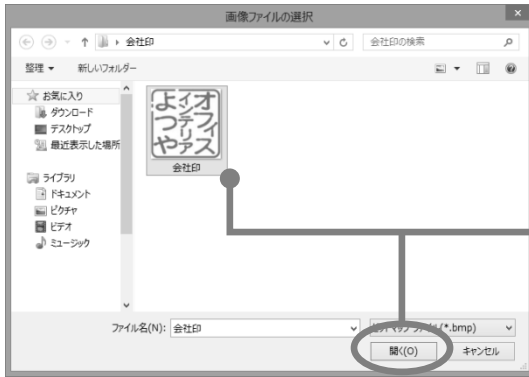 画像ファイルの選択
会社印
会社印の検索
整理
新しいフォルダー
お気に入り
ダウンロード
デスクトップ
最近表示した場所
ライブラリ
ドキュメント
ピクチャ
ビデオ
ミュージック
オフィス
インテリア
よつや
会社印
ファイル名(N):
会社印
(*.bmp)
開く(O)
キャンセル